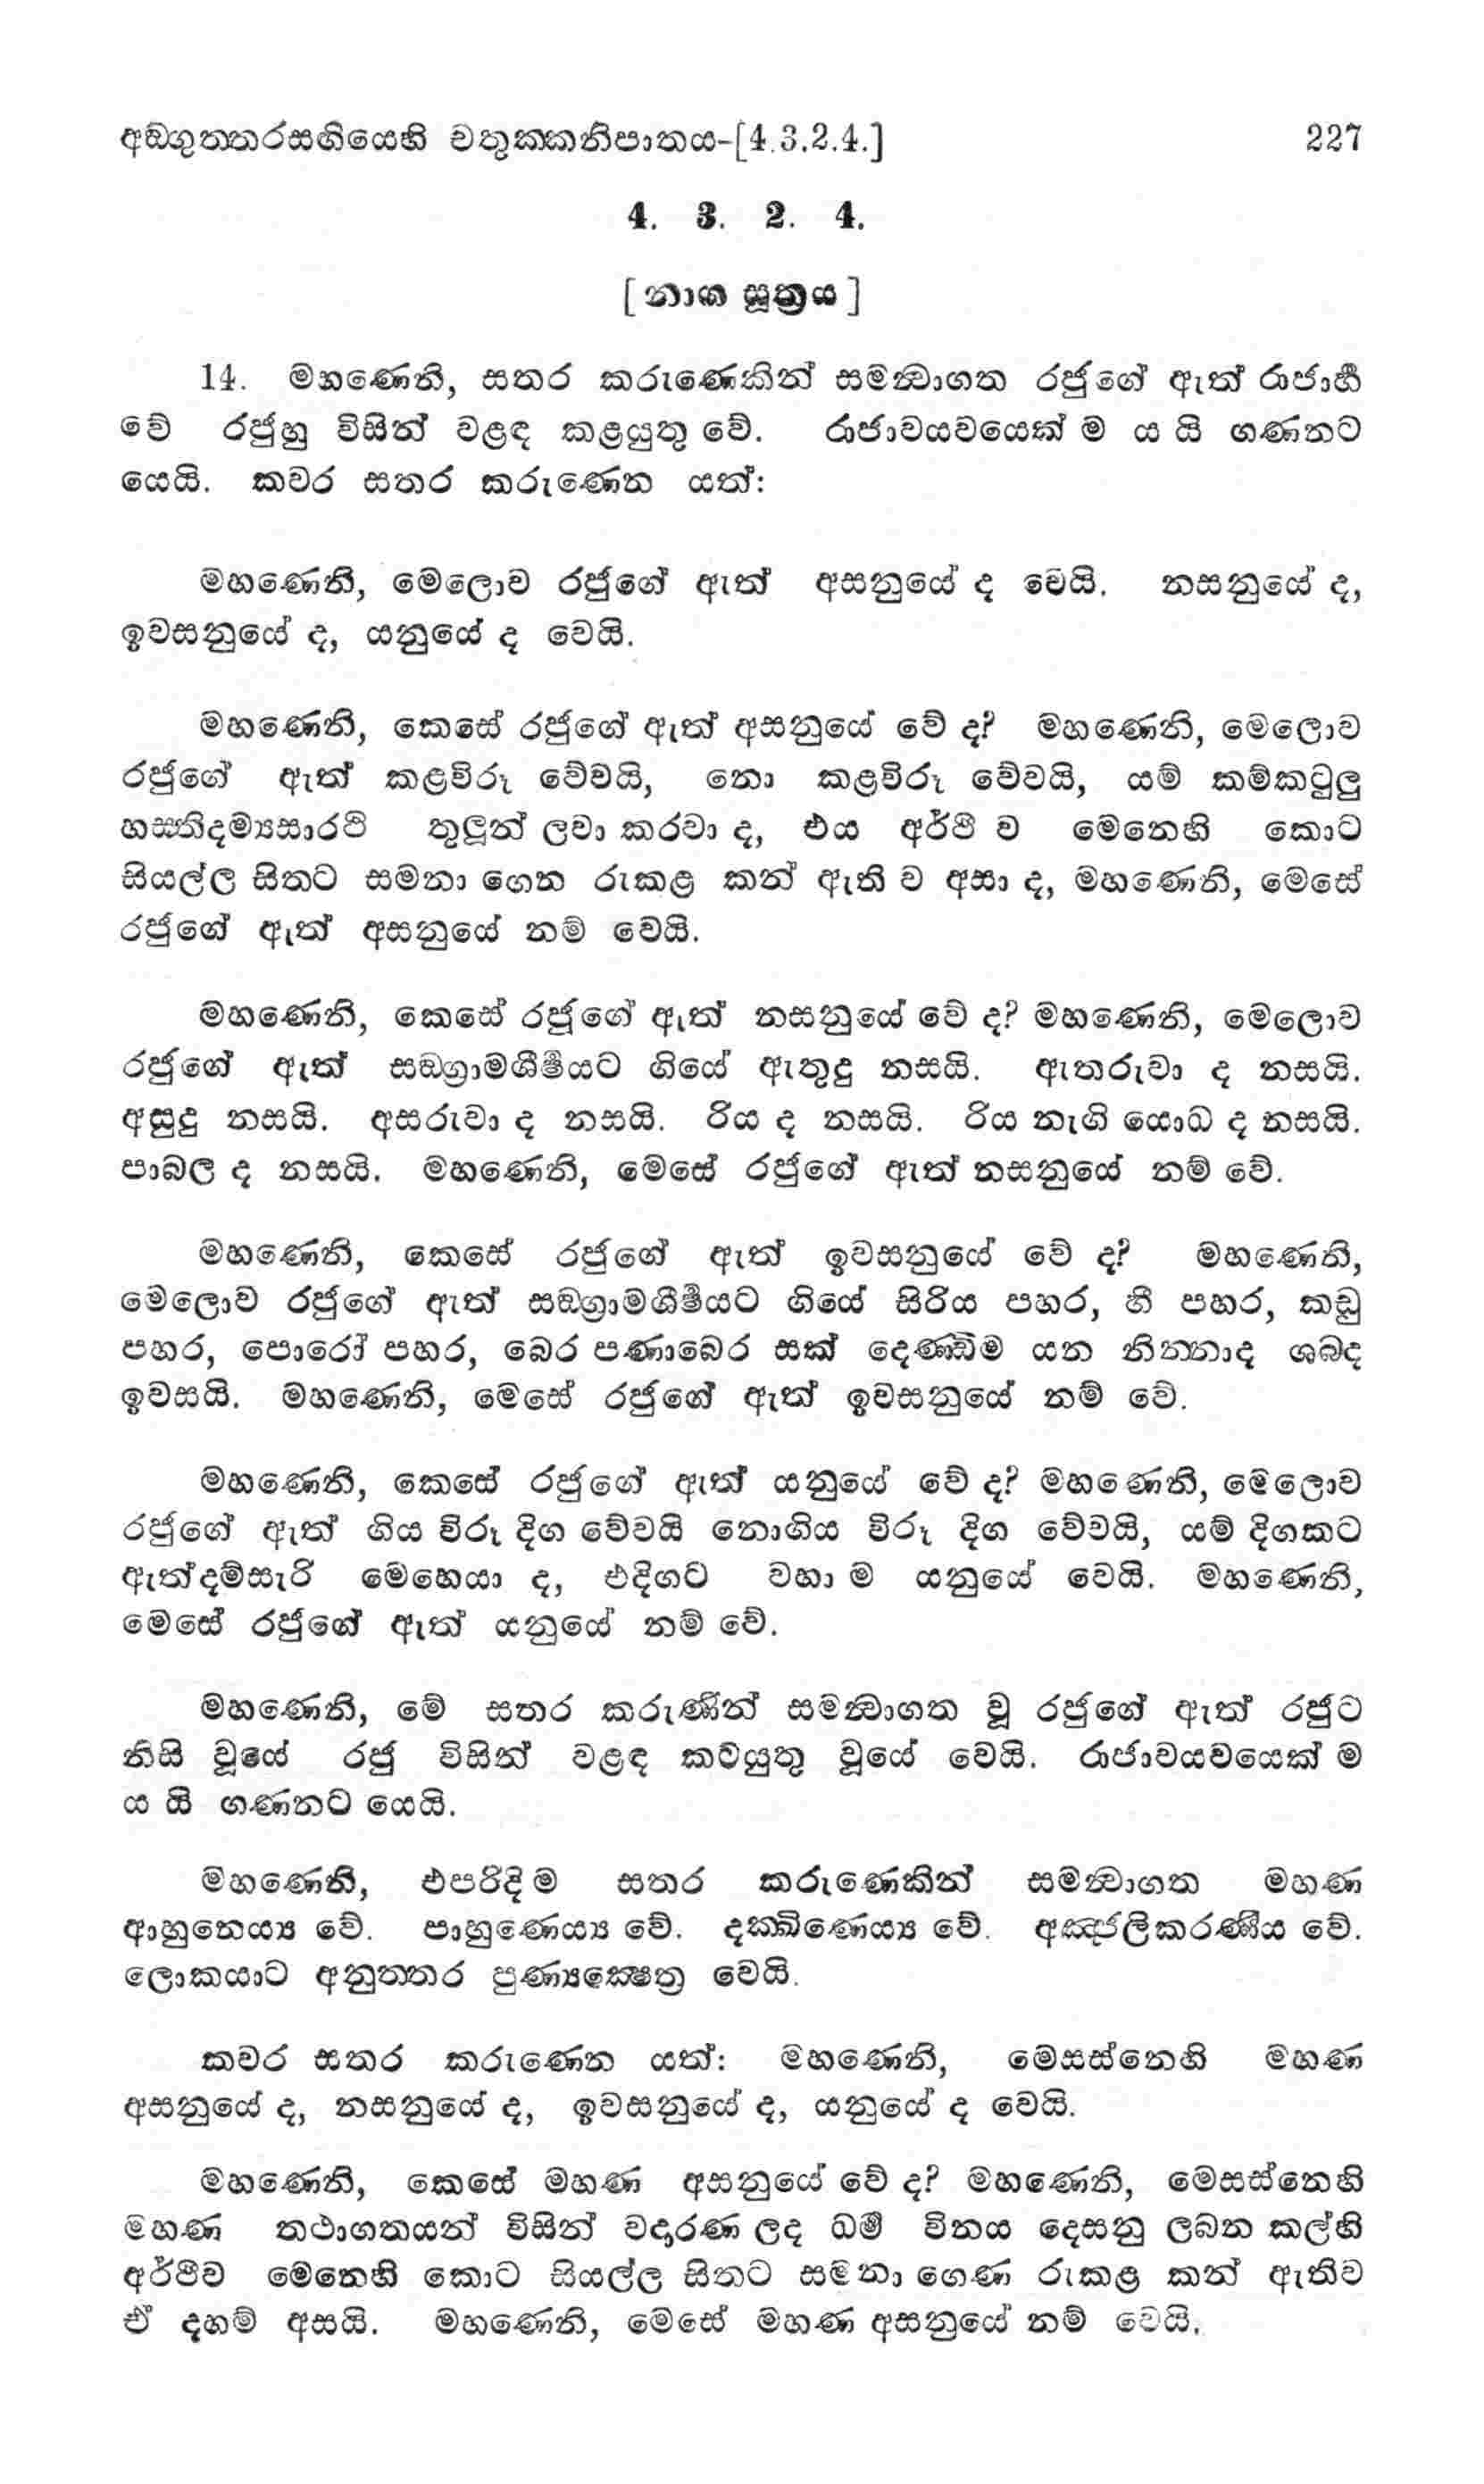 අඞ්ගුත්තරසඟියෙහි චතුක්කනිපාතය-[4.3.2.4.] 227
4. 3. 2. 4.
[ නාග සූත්‍රය ]
14. මහණෙනි, සතර කරුණෙකින් සමන්වාගත රජුගේ ඇත් රාජාර්හ
වේ රජුහු විසින් වළඳ කළයුතු වේ. රාජාවයවයෙක් ම ය යි ගණනට
යෙයි. කවර සතර කරුණෙන යත්:
මහණෙනි, මෙලොව රජුගේ ඇත් අසනුයේ ද වෙයි. නසනුයේ ද,
ඉවසනුයේ ද, යනුයේ ද වෙයි.
මහණෙනි, කෙසේ රජුගේ ඇත් අසනුයේ වේ ද? මහණෙනි, මෙලොව
රජුගේ ඇත් කළවිරූ වේවයි, නො කළවිරූ වේවයි, යම් කම්කටුලු
හස්තිදම්‍යසාරථි තුලූන් ලවා කරවා ද, එය අර්ථි ව මෙනෙහි කොට
සියල්ල සිතට සමනා ගෙන රුකළ කන් ඇති ව අසා ද, මහණෙනි, මෙසේ
රජුගේ ඇත් අසනුයේ නම් වෙයි.
මහණෙනි, කෙසේ රජුගේ ඇත් නසනුයේ වේ ද? මහණෙනි, මෙලොව
රජුගේ ඇත් සඞ්ග්‍රාමශීර්ෂයට ගියේ ඇතුදු නසයි. ඇතරුවා ද නසයි.
අසුදු නසයි. අසරුවා ද නසයි. රිය ද නසයි. රිය නැගි යොධ ද නසයි.
පාබල ද නසයි. මහණෙනි, මෙසේ රජුගේ ඇත් නසනුයේ නම් වේ.
මහණෙනි, කෙසේ රජුගේ ඇත් ඉවසනුයේ වේ ද? මහණෙනි,
මෙලොව රජුගේ ඇත් සඞ්ග්‍රාමශීර්ෂයට ගියේ සිරිය පහර, හී පහර, කඩු
පහර, පොරෝ පහර, බෙර පණාබෙර සක් දෙණ්ඩිම යන නින්නාද ශබ්ද
ඉවසයි. මහණෙනි, මෙසේ රජුගේ ඇත් ඉවසනුයේ නම් වේ.
මහණෙනි, කෙසේ රජුගේ ඇත් යනුයේ වේ ද? මහණෙනි, මෙලොව
රජුගේ ඇත් ගිය විරූ දිග වේවයි නොගිය විරූ දිග වේවයි, යම් දිගකට
ඇත්දම්සැරි මෙහෙයා ද, එදිගට වහා ම යනුයේ වෙයි. මහණෙනි,
මෙසේ රජුගේ ඇත් යනුයේ නම් වේ.
මහණෙනි, මේ සතර කරුණින් සමන්වාගත වූ රජුගේ ඇත් රජුට
නිසි වූයේ රජු විසින් වළඳ කටයුතු වූයේ වෙයි. රාජාවයවයෙක් ම
ය යි ගණනට යෙයි.
මහණෙනි, එපරිදි ම සතර කරුණෙකින් සමන්වාගත මහණ
ආහුනෙය්‍ය වේ. පාහුණෙය්‍ය වේ. දක්ඛිණෙය්‍ය වේ. අඤ්ජලිකරණීය වේ.
ලොකයාට අනුත්තර පුණ්‍යක්‍ෂෙත්‍ර වෙයි.
කවර සතර කරුණෙන යත්: මහණෙනි, මෙසස්නෙහි මහණ
අසනුයේ ද, නසනුයේ ද, ඉවසනුයේ ද, යනුයේ ද වෙයි.
මහණෙනි, කෙසේ මහණ අසනුයේ වේ ද? මහණෙනි, මෙසස්නෙහි
මහණ තථාගතයන් විසින් වදරණ ලද ධර්ම විනය දෙසනු ලබන කල්හි
අර්ථිව මෙනෙහි කොට සියල්ල සිතට සමනා ගෙණ රුකළ කන් ඇතිව
ඒ දහම් අසයි. මහණෙනි, මෙසේ මහණ අසනුයේ නම් වෙයි.